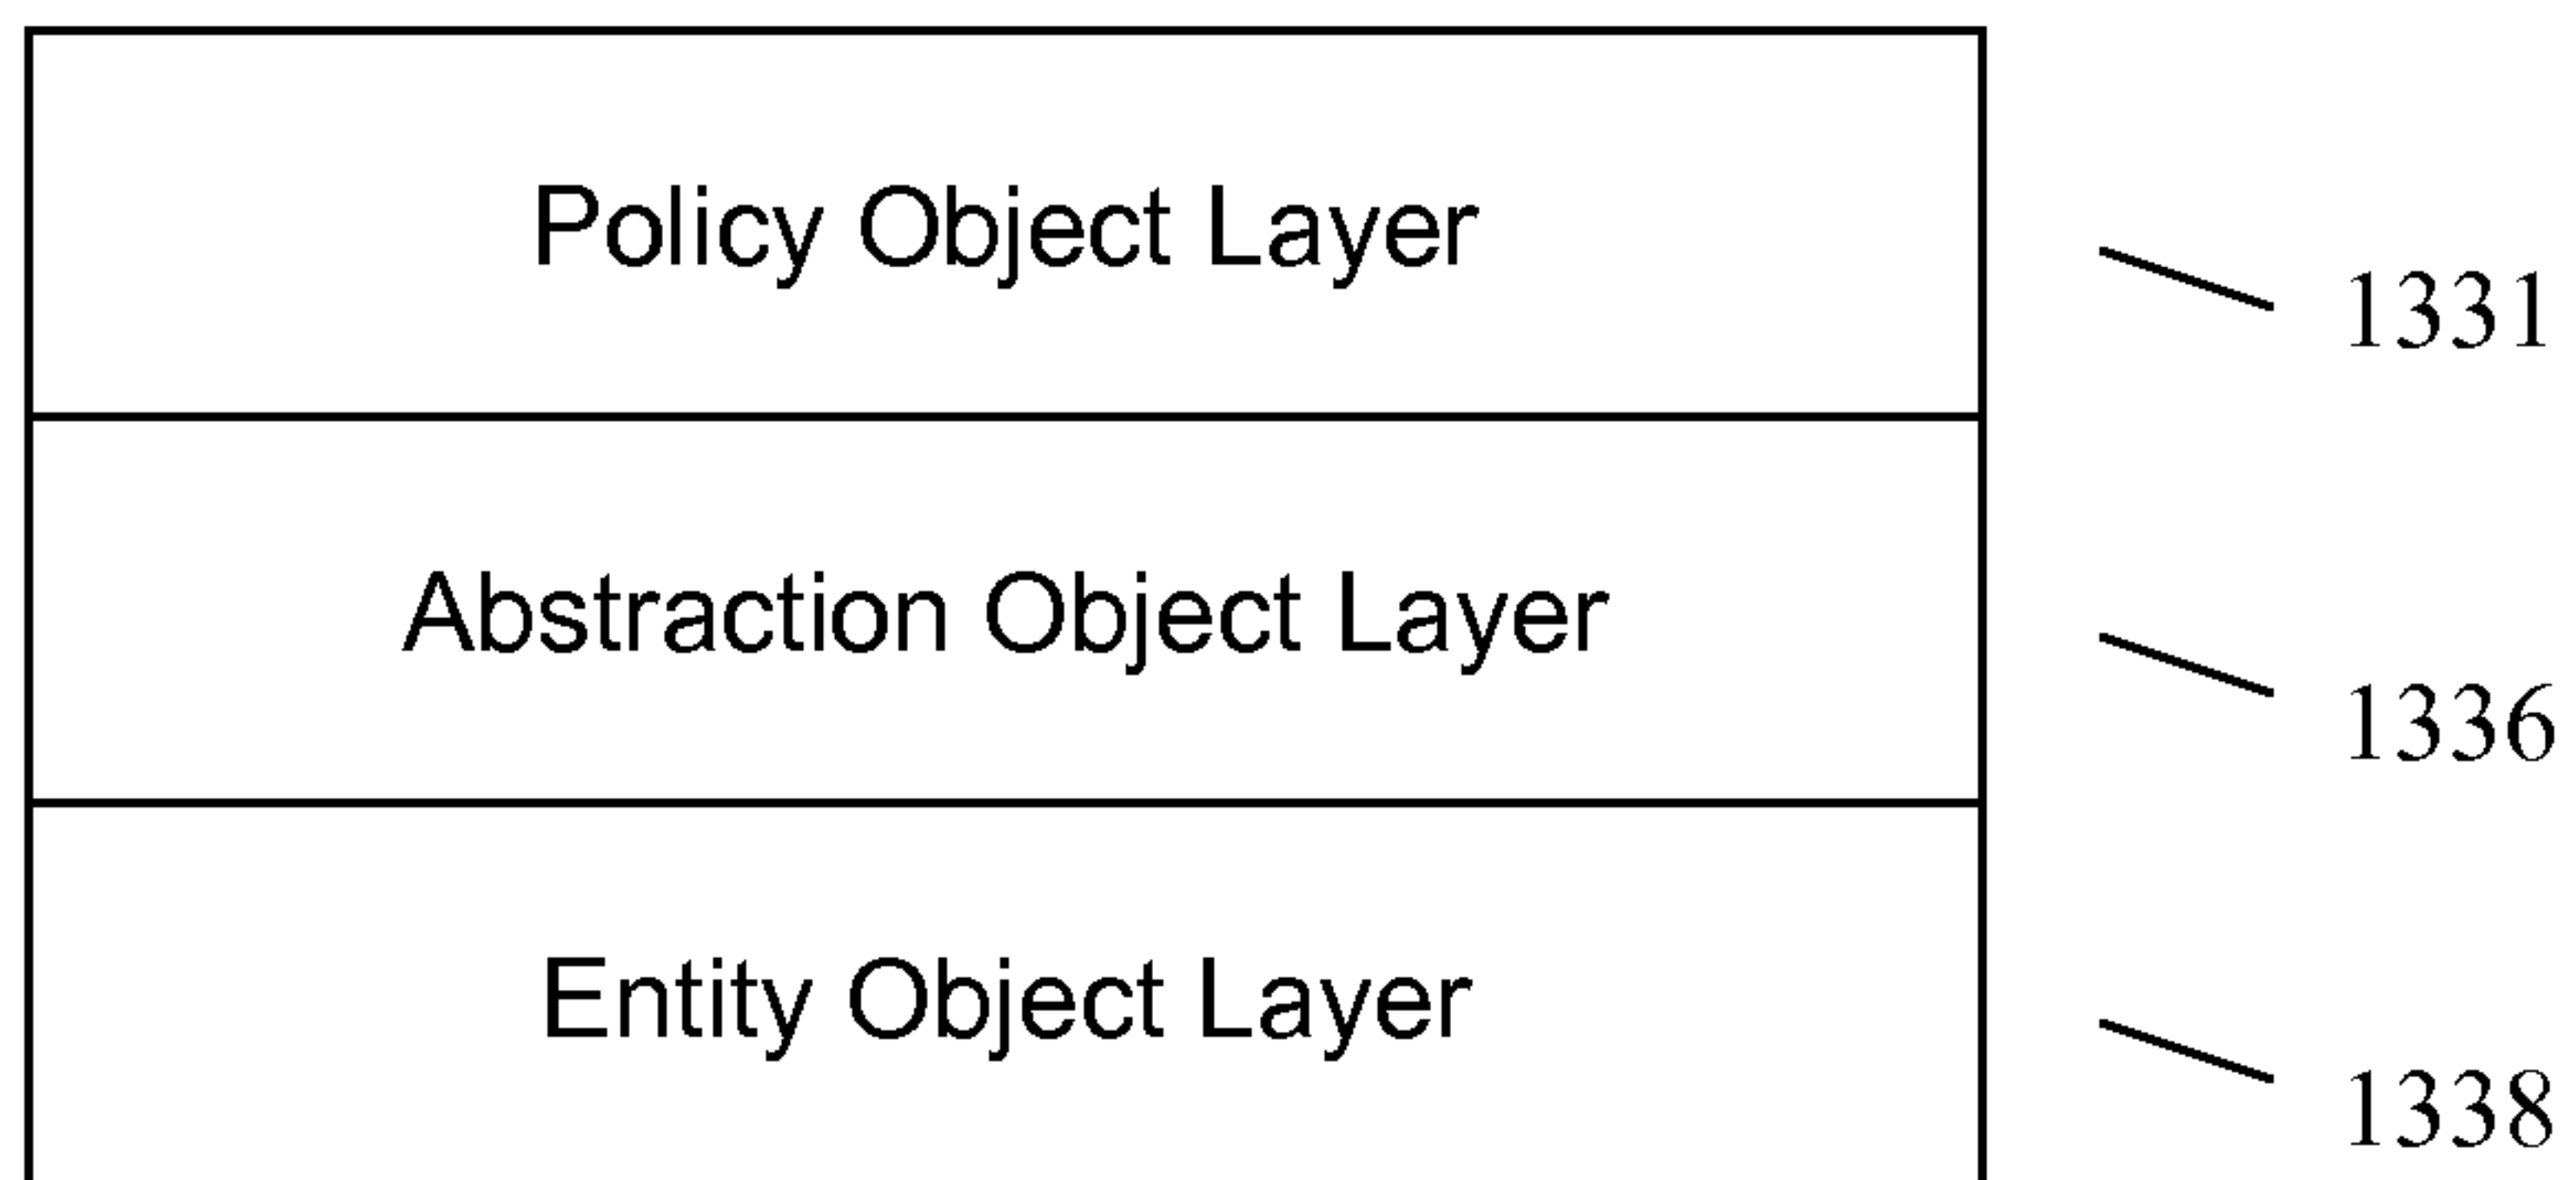 Policy Object Layer
1331
Abstraction Object Layer
1336
Entity Object Layer
1338